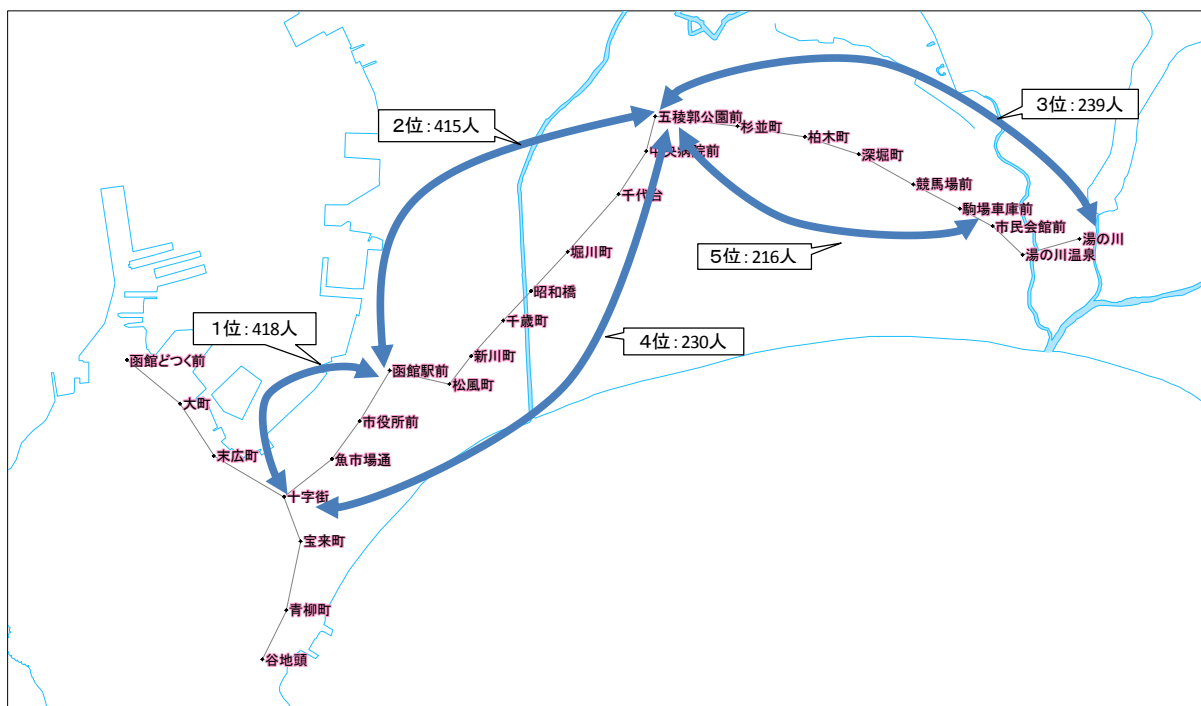 2位：415人
3位：239人
五稜郭公園前
杉並町
柏木町
中央病院前
深堀町
競馬場前
千代台
駒場車庫前
市民会館前
湯の川
湯の川温泉
堀川町
5位：216人
昭和橋
千歳町
1位：418人
4位：230人
函館どつく前
新川町
函館駅前
松風町
大町
市役所前
末広町
魚市場通
十字街
宝来町
青柳町
谷地頭